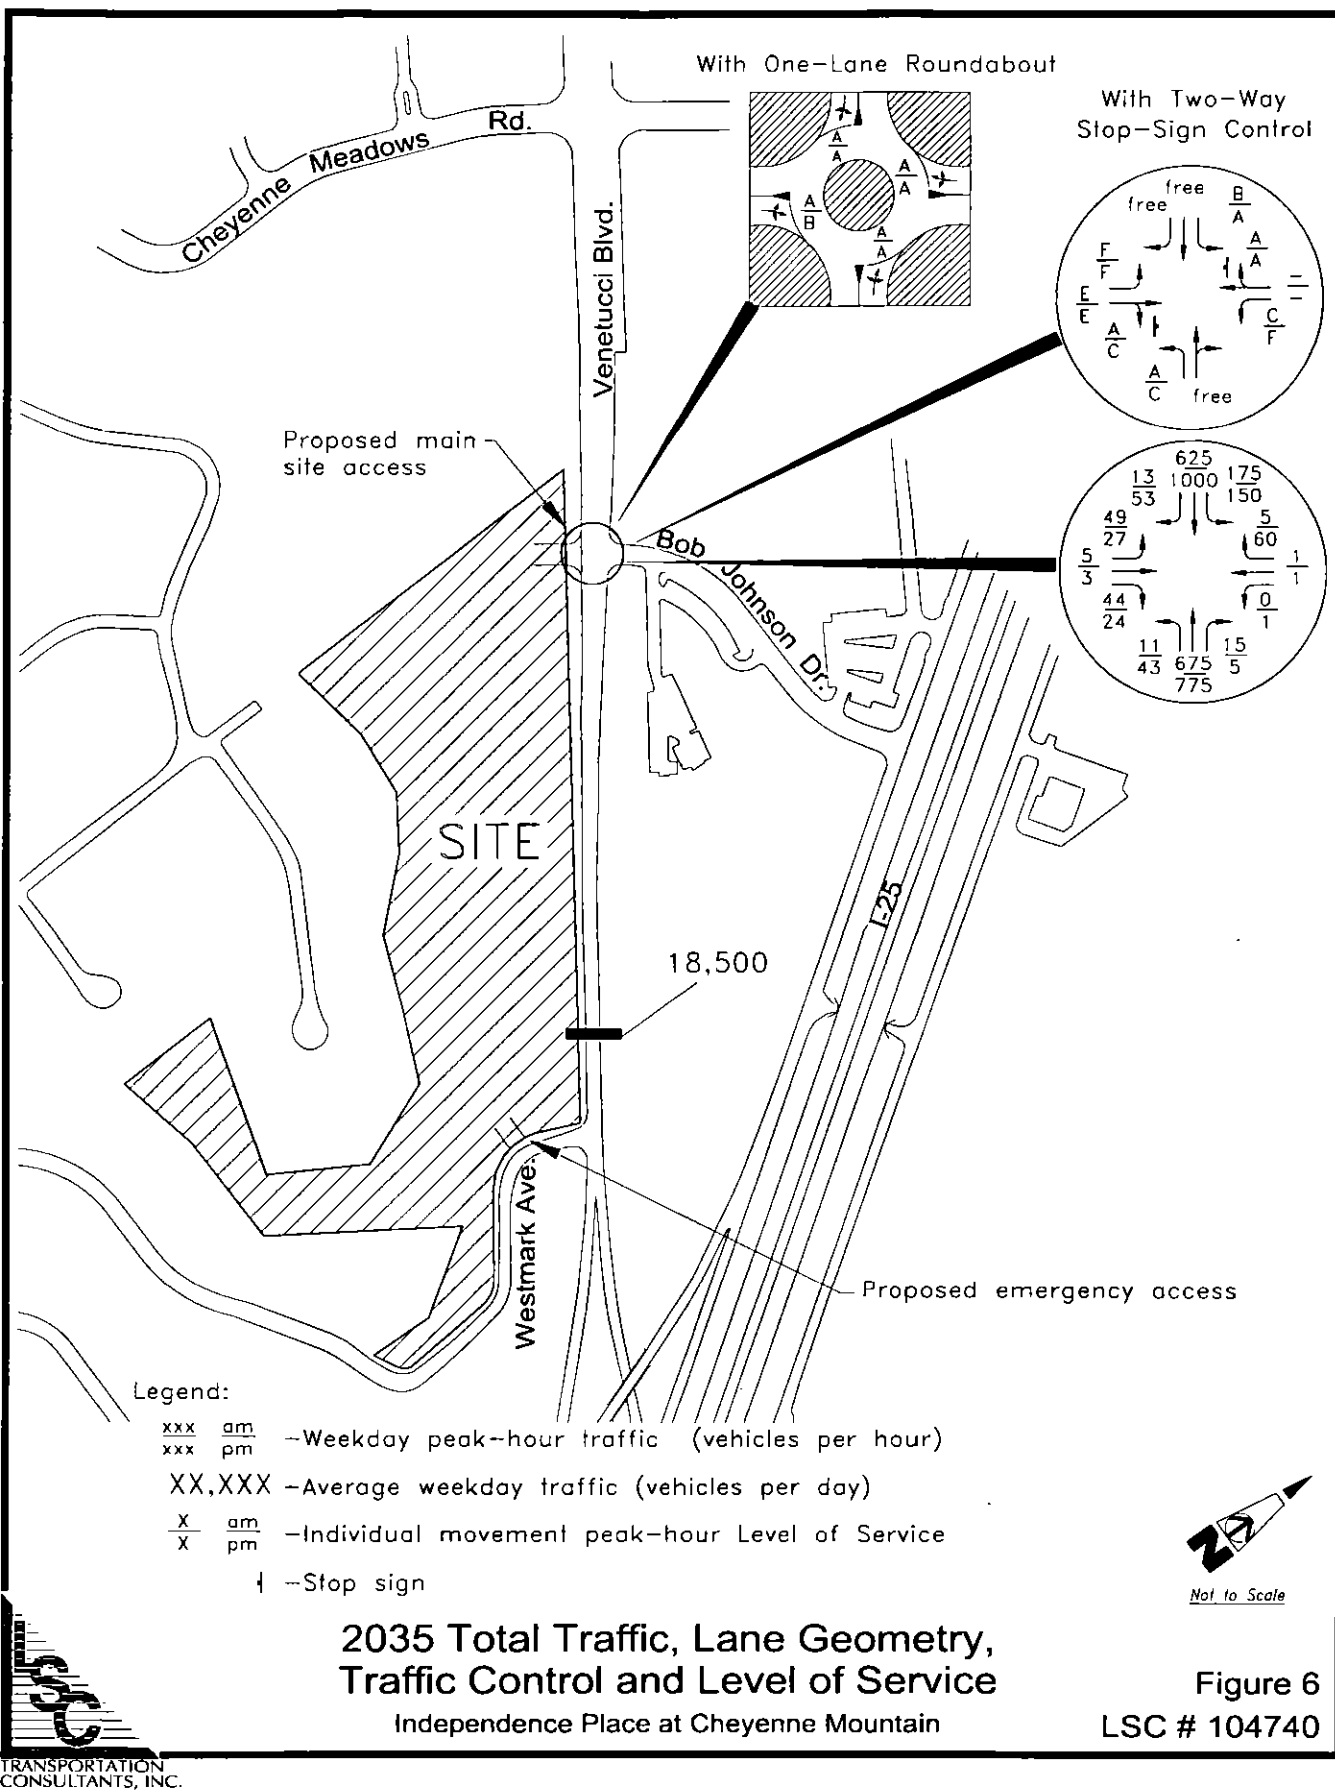 With One-Lane Roundabout
With Two-Way
Stop-Sign Control
Cheyenne Meadows Rd.
Venetucci Blvd.
A
A
A
A
A
B
A
A
free
free
B
A
A
A
F
F
E
E
A
C
A
C
free
C
F
–
–
Proposed main
site access
Bob Johnson Dr.
625
1000
13
53
175
150
49
27
5
60
5
3
1
1
44
24
0
1
11
43
675
775
15
5
SITE
I-25
18,500
Westmark Ave.
Proposed emergency access
Legend:
xxx am
xxx pm
-Weekday peak-hour traffic (vehicles per hour)
XX,XXX -Average weekday traffic (vehicles per day)
X am
X pm
-Individual movement peak-hour Level of Service
-Stop sign
N
Not to Scale
2035 Total Traffic, Lane Geometry,
Traffic Control and Level of Service
Independence Place at Cheyenne Mountain
Figure 6
LSC # 104740
LSC
TRANSPORTATION
CONSULTANTS, INC.